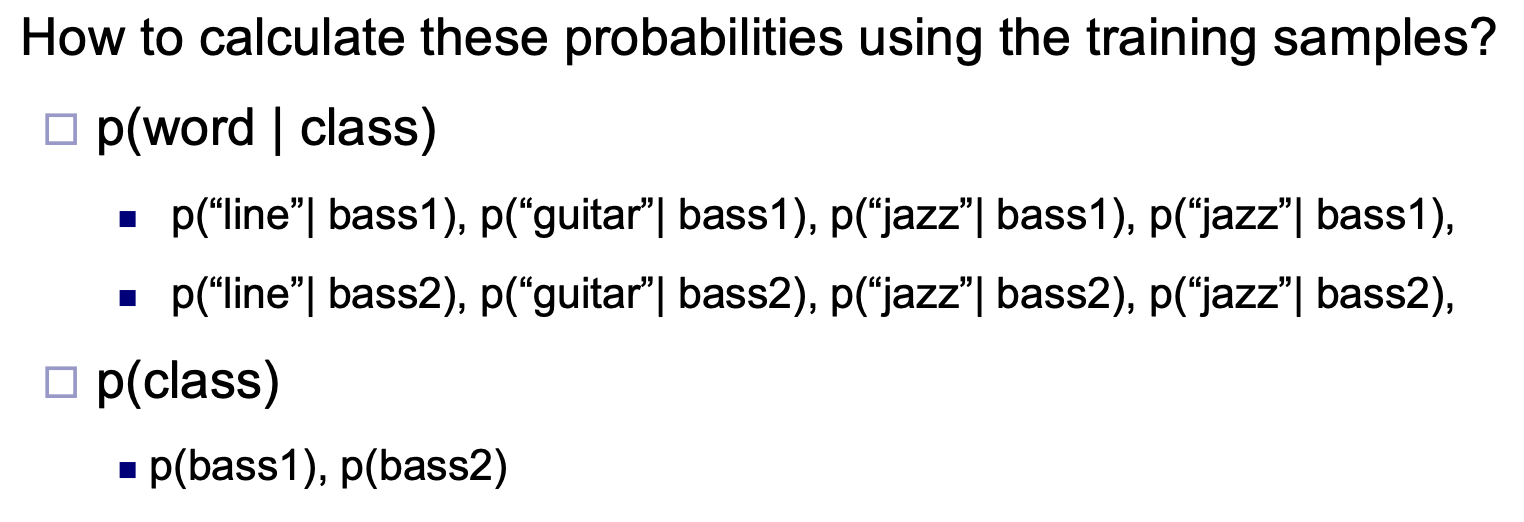 How to calculate these probabilities using the training samples?
p(word | class)
p(“line”| bass1), p(“guitar”| bass1), p(“jazz”| bass1), p(“jazz”| bass1),
p(“line”| bass2), p(“guitar”| bass2), p(“jazz”| bass2), p(“jazz”| bass2),
p(class)
p(bass1), p(bass2)